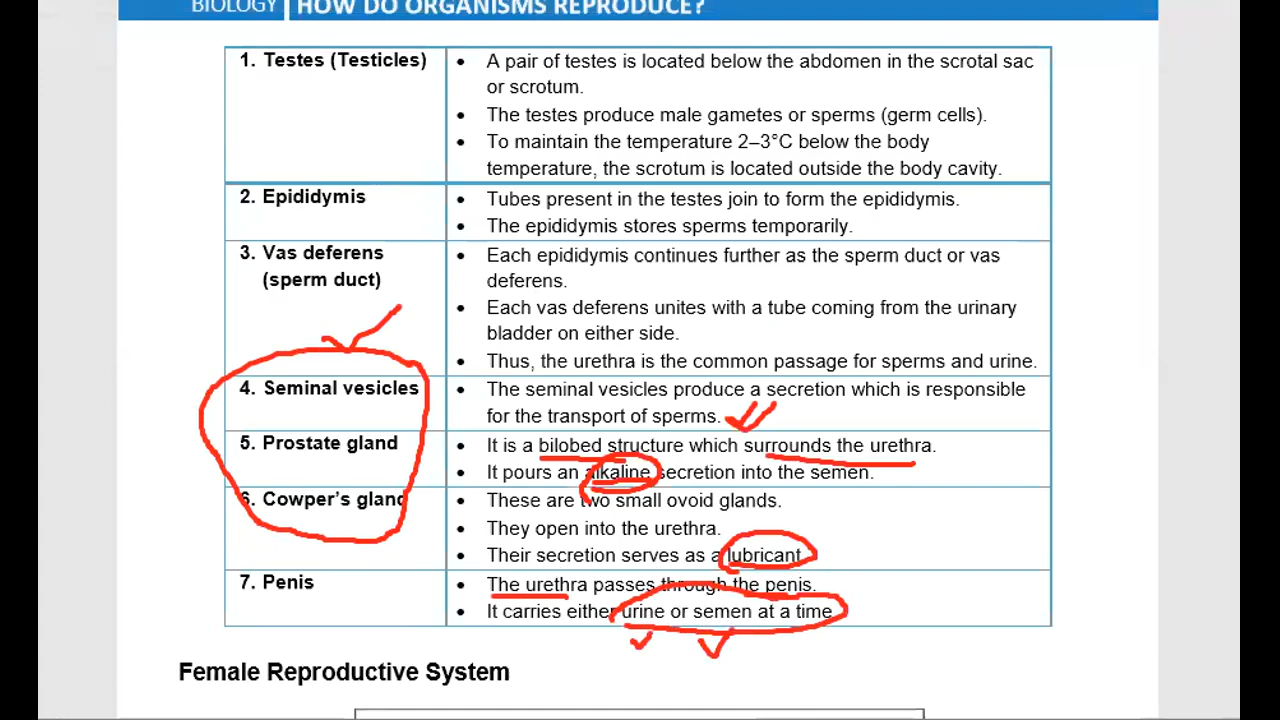 BIOLOGY HOW DO ORGANISMS REPRODUCE?
1. Testes (Testicles)
• A pair of testes is located below the abdomen in the scrotal sac
or scrotum.
• The testes produce male gametes or sperms (germ cells).
• To maintain the temperature 2–3°C below the body
temperature, the scrotum is located outside the body cavity.
2. Epididymis
• Tubes present in the testes join to form the epididymis.
• The epididymis stores sperms temporarily.
3. Vas deferens
(sperm duct)
• Each epididymis continues further as the sperm duct or vas
deferens.
• Each vas deferens unites with a tube coming from the urinary
bladder on either side.
• Thus, the urethra is the common passage for sperms and urine.
4. Seminal vesicles
• The seminal vesicles produce a secretion which is responsible
for the transport of sperms.
5. Prostate gland
• It is a bilobed structure which surrounds the urethra.
• It pours an alkaline secretion into the semen.
6. Cowper's gland
• These are two small ovoid glands.
• They open into the urethra.
• Their secretion serves as a lubricant.
7. Penis
• The urethra passes through the penis.
• It carries either urine or semen at a time.
Female Reproductive System